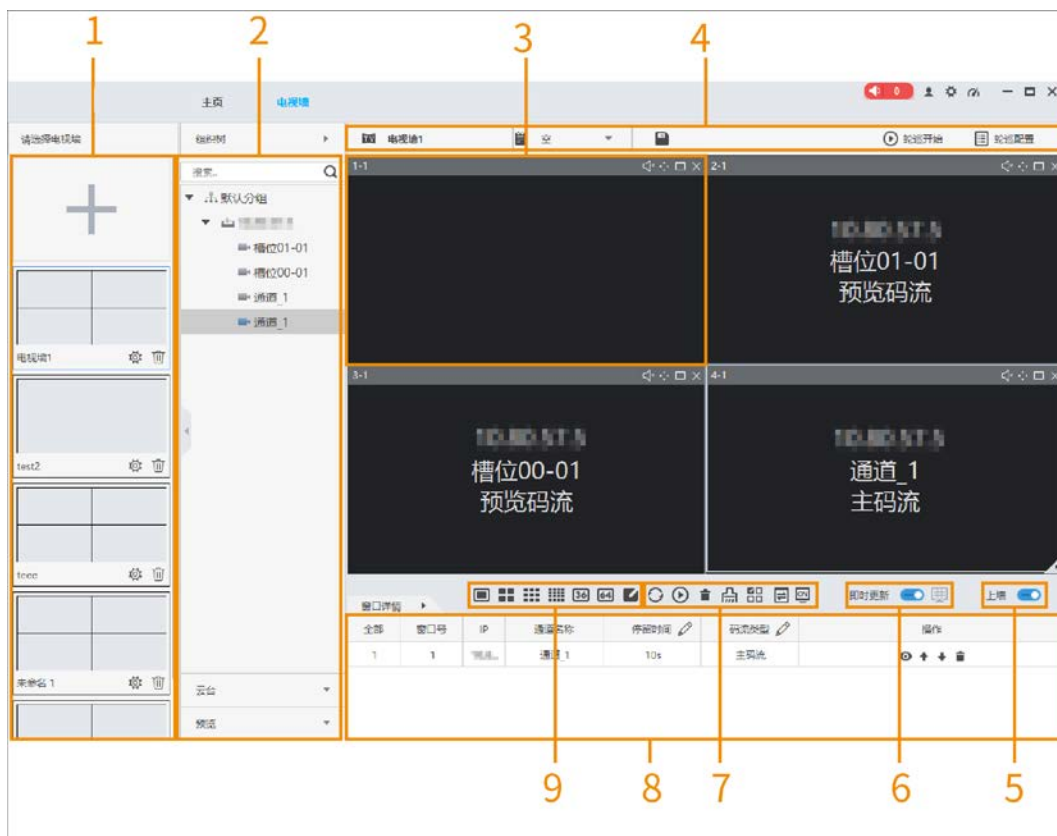 1
2
3
4
0
主页
电视墙
请选择电视墙
组织树
电视墙1
空
轮巡开始
轮巡配置
搜索...
默认分组
槽位01-01
槽位00-01
通道_1
通道_1
电视墙1
test2
teee
未命名 1
云台
预览
1-1
2-1
槽位01-01
预览码流
3-1
槽位00-01
预览码流
4-1
通道_1
主码流
36
64
即时更新
上墙
窗口详情
全部
窗口号
IP
通道名称
停留时间
码流类型
操作
1
1
通道_1
10s
主码流
9
8
7
6
5